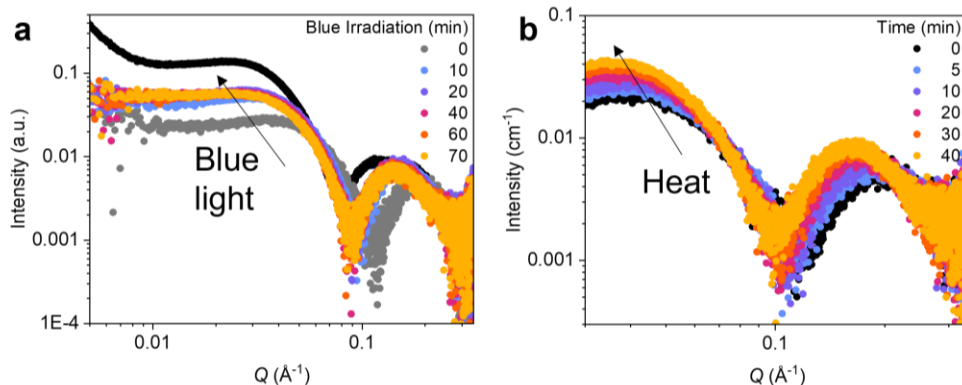 a
Blue Irradiation (min)
0
10
20
40
60
70
0.1
0.01
0.001
1E-4
Intensity (a.u.)
Blue
light
0.01
0.1
Q (Å⁻¹)
b
Time (min)
0
5
10
20
30
40
0.1
0.01
0.001
Intensity (cm⁻¹)
Heat
0.1
Q (Å⁻¹)